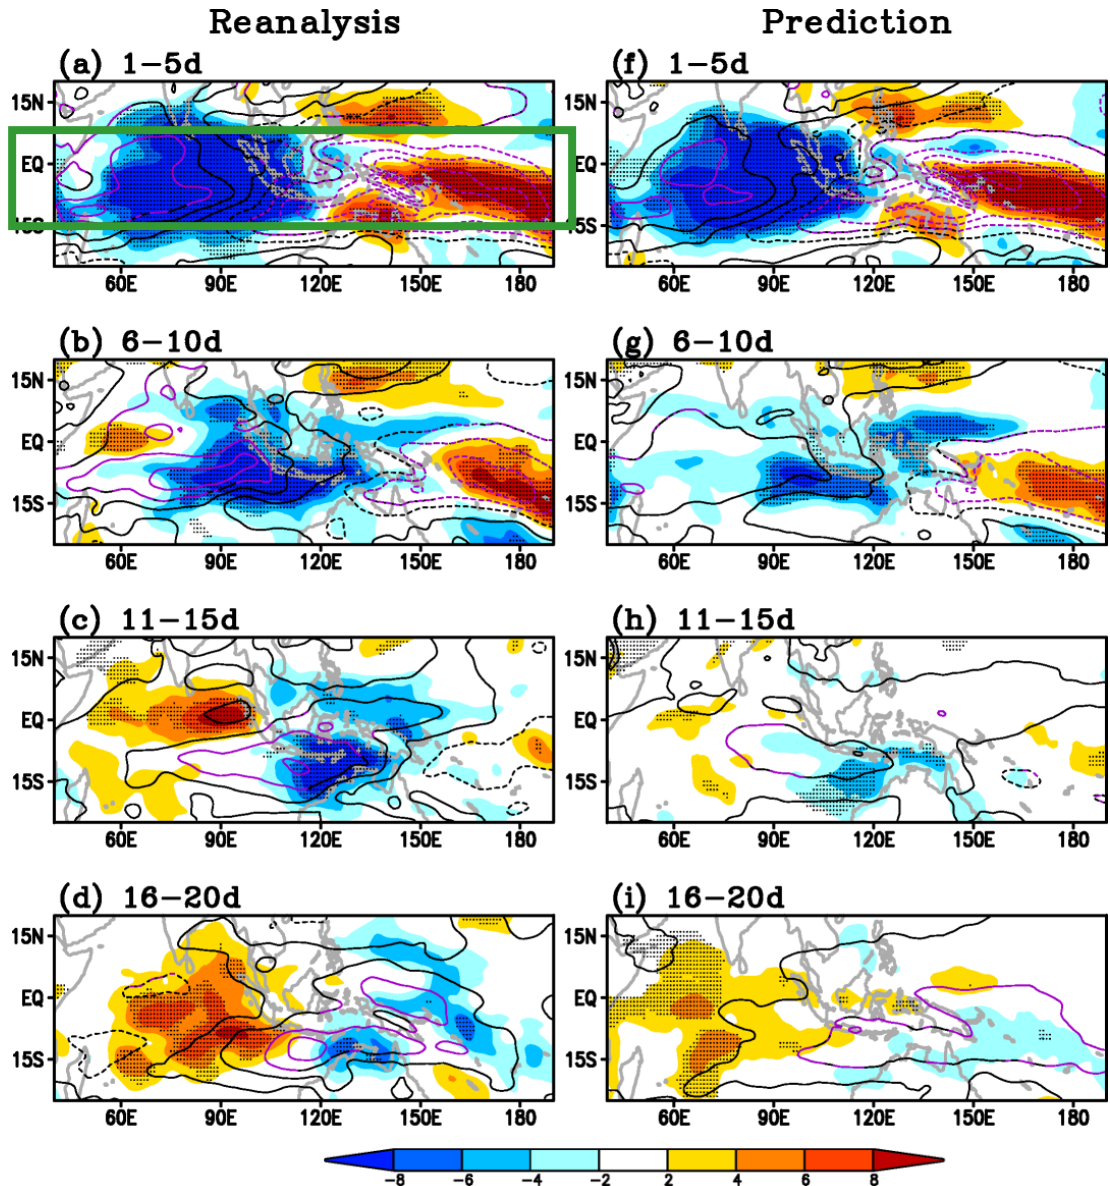 Reanalysis Prediction
(a) 1-5d (f) 1-5d
15N 15N
EQ EQ
15S 15S
60E 90E 120E 150E 180 60E 90E 120E 150E 180
(b) 6-10d (g) 6-10d
15N 15N
EQ EQ
15S 15S
60E 90E 120E 150E 180 60E 90E 120E 150E 180
(c) 11-15d (h) 11-15d
15N 15N
EQ EQ
15S 15S
60E 90E 120E 150E 180 60E 90E 120E 150E 180
(d) 16-20d (i) 16-20d
15N 15N
EQ EQ
15S 15S
60E 90E 120E 150E 180 60E 90E 120E 150E 180
-8 -6 -4 -2 2 4 6 8